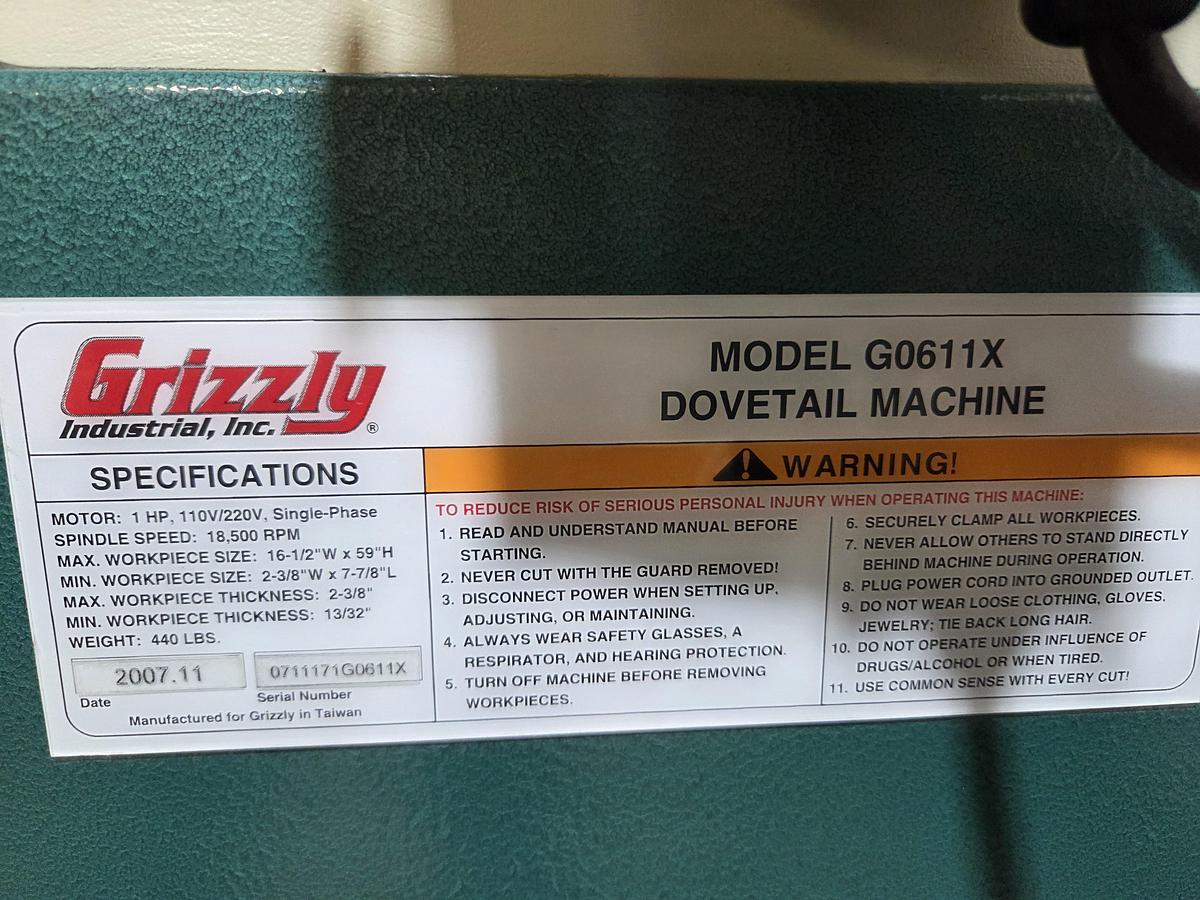 Grizzly
Industrial, Inc. ®
MODEL G0611X
DOVETAIL MACHINE
SPECIFICATIONS
MOTOR: 1 HP, 110V/220V, Single-Phase
SPINDLE SPEED: 18,500 RPM
MAX. WORKPIECE SIZE: 16-1/2"W x 59"H
MIN. WORKPIECE SIZE: 2-3/8"W x 7-7/8"L
MAX. WORKPIECE THICKNESS: 2-3/8"
MIN. WORKPIECE THICKNESS: 13/32"
WEIGHT: 440 LBS.
2007.11
Date
0711171G0611X
Serial Number
Manufactured for Grizzly in Taiwan
WARNING!
TO REDUCE RISK OF SERIOUS PERSONAL INJURY WHEN OPERATING THIS MACHINE:
1. READ AND UNDERSTAND MANUAL BEFORE
STARTING.
2. NEVER CUT WITH THE GUARD REMOVED!
3. DISCONNECT POWER WHEN SETTING UP,
ADJUSTING, OR MAINTAINING.
4. ALWAYS WEAR SAFETY GLASSES, A
RESPIRATOR, AND HEARING PROTECTION.
5. TURN OFF MACHINE BEFORE REMOVING
WORKPIECES.
6. SECURELY CLAMP ALL WORKPIECES.
7. NEVER ALLOW OTHERS TO STAND DIRECTLY
BEHIND MACHINE DURING OPERATION.
8. PLUG POWER CORD INTO GROUNDED OUTLET.
9. DO NOT WEAR LOOSE CLOTHING, GLOVES.
JEWELRY; TIE BACK LONG HAIR.
10. DO NOT OPERATE UNDER INFLUENCE OF
DRUGS/ALCOHOL OR WHEN TIRED.
11. USE COMMON SENSE WITH EVERY CUT!